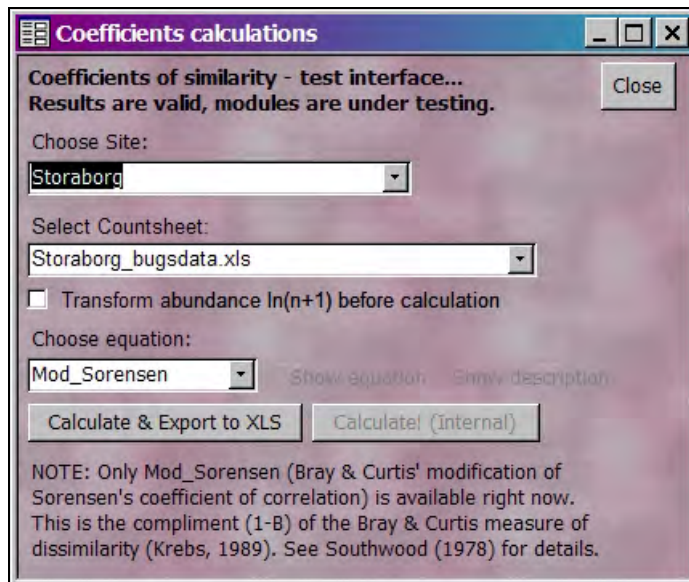 Coefficients calculations
Coefficients of similarity - test interface...
Results are valid, modules are under testing.
Close
Choose Site:
Storaborg
Select Countsheet:
Storaborg_bugsdata.xls
Transform abundance ln(n+1) before calculation
Choose equation:
Mod_Sorensen
Show equation
Show description
Calculate & Export to XLS
Calculate! (Internal)
NOTE: Only Mod_Sorensen (Bray & Curtis' modification of
Sorensen's coefficient of correlation) is available right now.
This is the compliment (1-B) of the Bray & Curtis measure of
dissimilarity (Krebs, 1989). See Southwood (1978) for details.